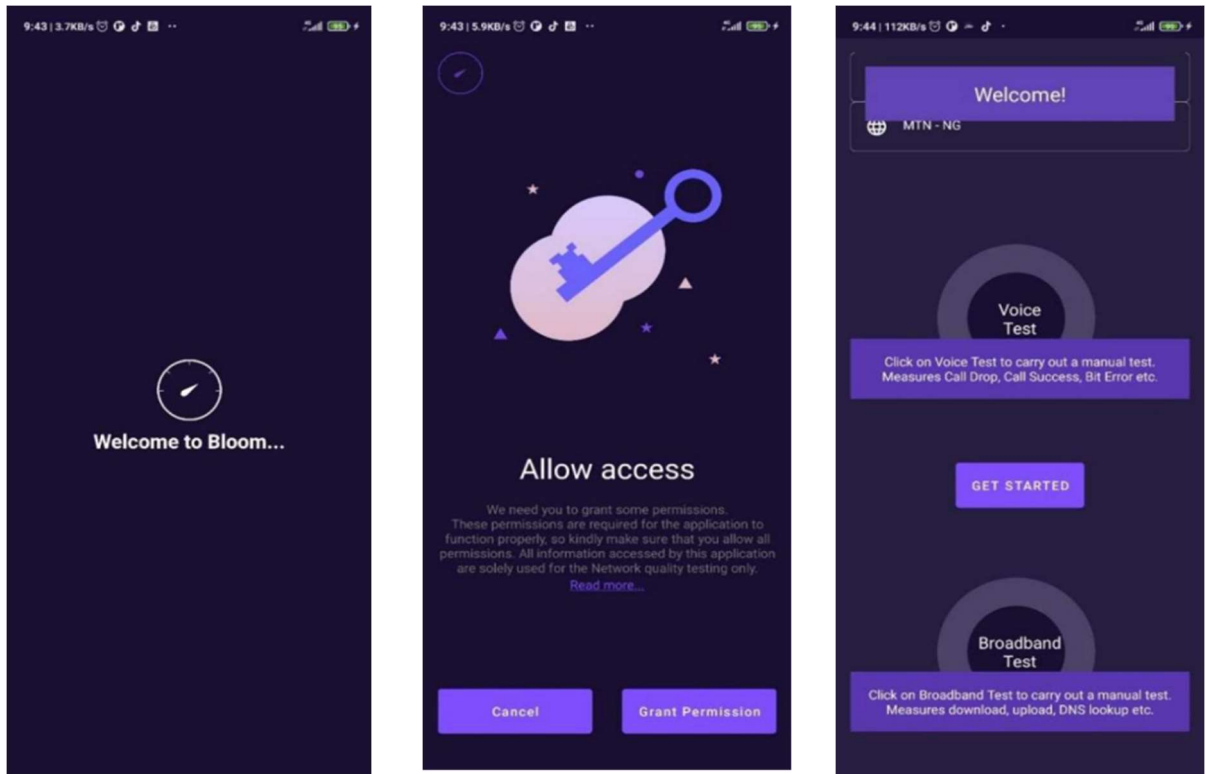 9:43 | 3.7KB/s
Welcome to Bloom...
9:43 | 5.9KB/s
Allow access
We need you to grant some permissions.
These permissions are required for the application to
function properly, so kindly make sure that you allow all
permissions. All information accessed by this application
are solely used for the Network quality testing only.
Read more...
Cancel
Grant Permission
9:44 | 112KB/s
Welcome!
MTN - NG
Voice
Test
Click on Voice Test to carry out a manual test.
Measures Call Drop, Call Success, Bit Error etc.
GET STARTED
Broadband
Test
Click on Broadband Test to carry out a manual test.
Measures download, upload, DNS lookup etc.